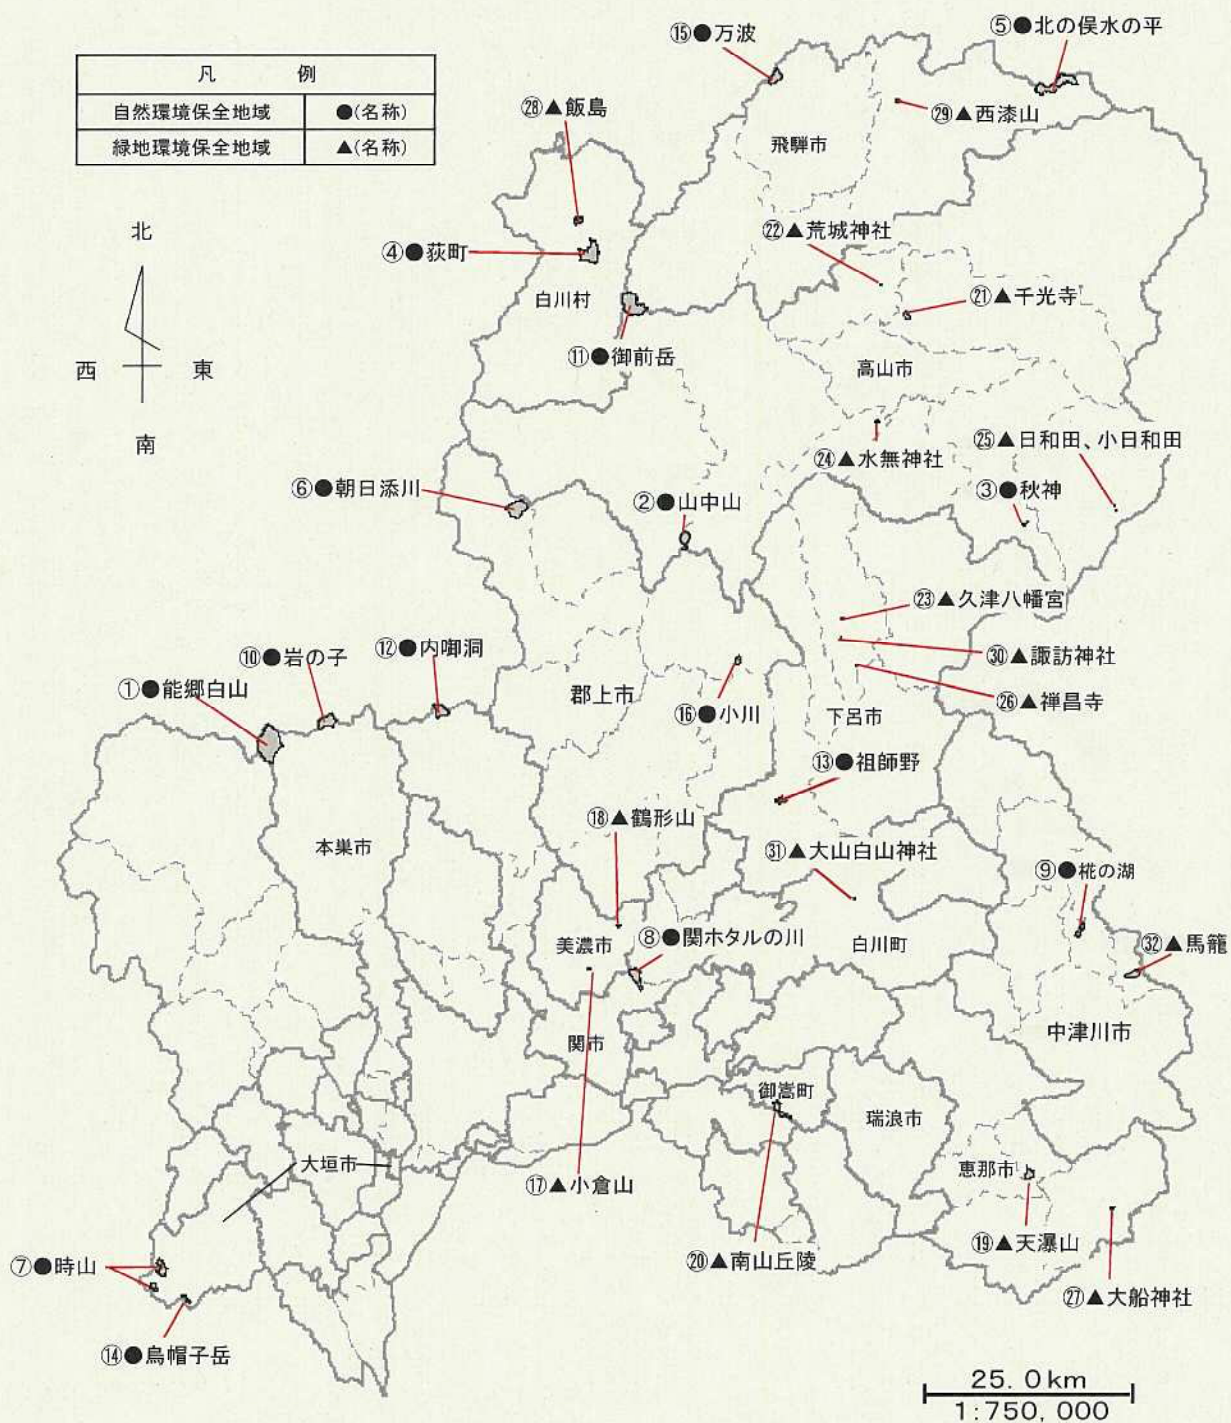 ⑮●万波
⑤●北の俣水の平
凡　例
自然環境保全地域　●(名称)
緑地環境保全地域　▲(名称)
㉘▲飯島
㉙▲西漆山
飛騨市
北
西　東
南
④●荻町
㉒▲荒城神社
白川村
㉑▲千光寺
⑪●御前岳
高山市
㉕▲日和田、小日和田
㉔▲水無神社
⑥●朝日添川
②●山中山
③●秋神
㉓▲久津八幡宮
⑩●岩の子
⑫●内啣洞
㉚▲諏訪神社
①●能郷白山
郡上市
㉖▲禅昌寺
⑯●小川
下呂市
⑬●祖師野
⑱▲鶴形山
本巣市
㉛▲大山白山神社
⑨●椛の湖
美濃市
⑧●関ホタルの川
白川町
㉜▲馬籠
関市
中津川市
御嵩町
瑞浪市
大垣市
恵那市
⑰▲小倉山
⑲▲天瀑山
⑳▲南山丘陵
⑦●時山
㉗▲大船神社
⑭●烏帽子岳
25.0km
1:750,000